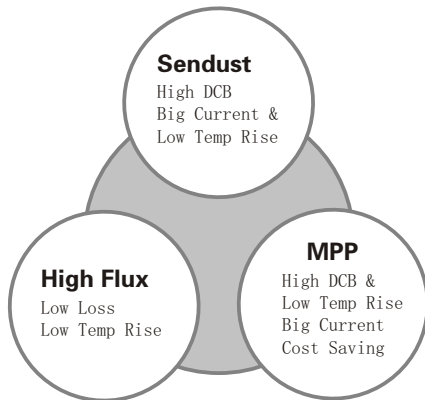 Sendust
High DCB
Big Current &
Low Temp Rise
High Flux
Low Loss
Low Temp Rise
MPP
High DCB &
Low Temp Rise
Big Current
Cost Saving